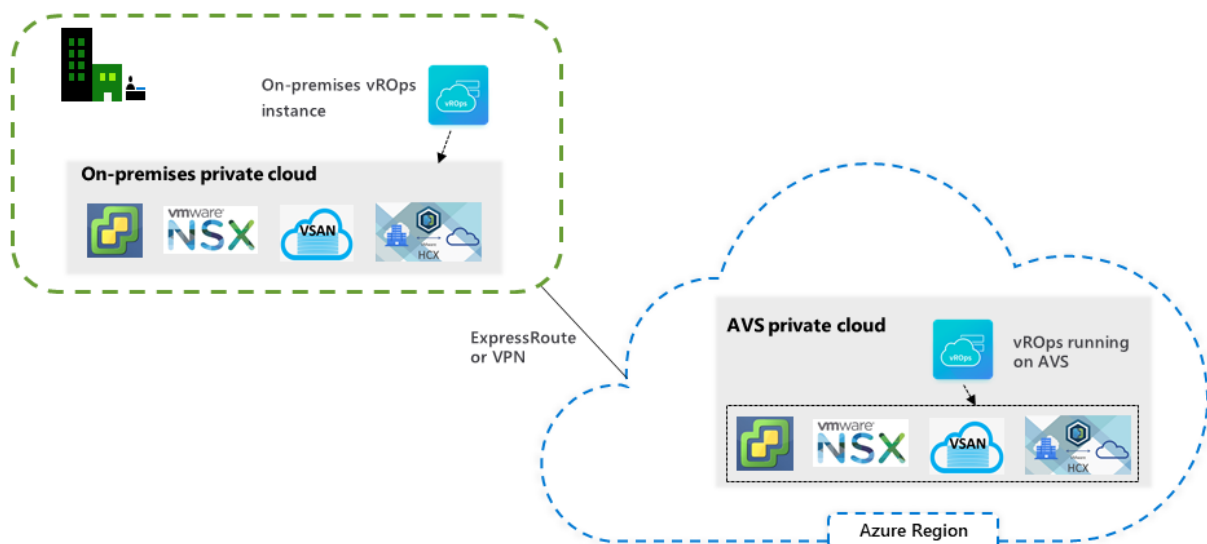 On-premises vROps
instance
vROps
On-premises private cloud
vmware®
NSX
VSAN
HCX
ExpressRoute
or VPN
AVS private cloud
vROps
vROps running
on AVS
vmware®
NSX
VSAN
HCX
Azure Region